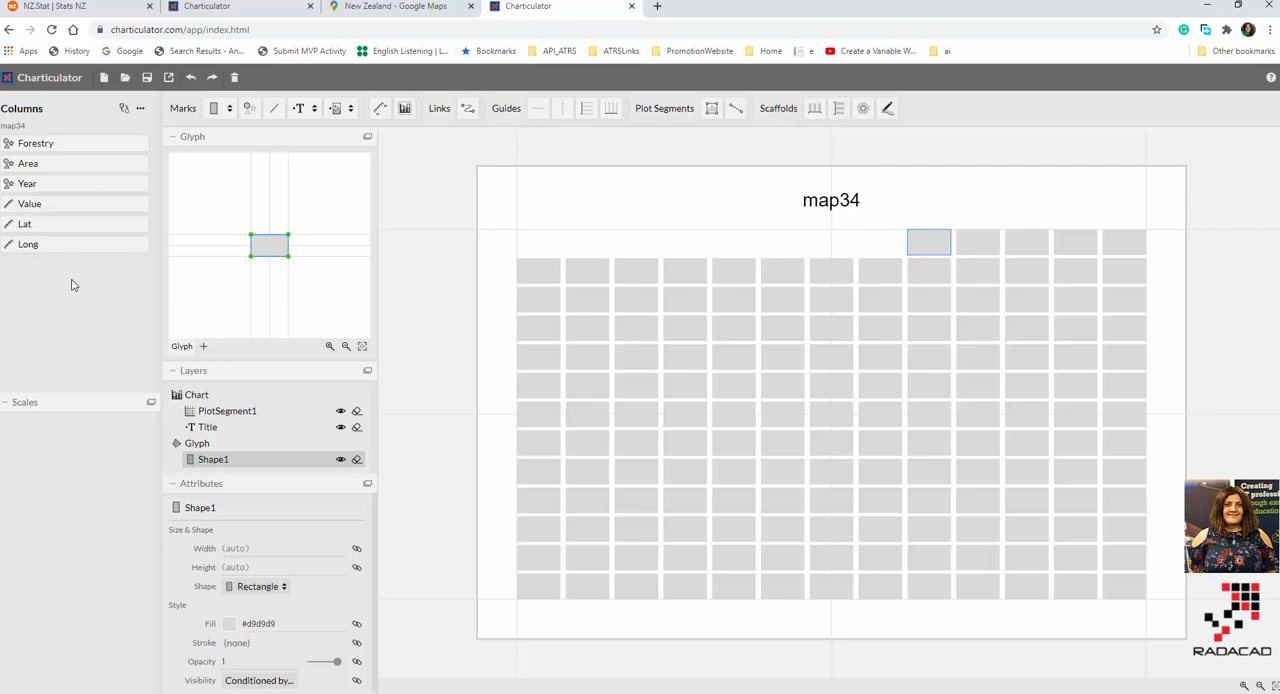 NZ.Stat | Stats NZ
Charticulator
New Zealand - Google Maps
Charticulator
charticulator.com/app/index.html
Apps
History
Google
Search Results - An...
Submit MVP Activity
English Listening | L...
Bookmarks
API_ATRS
ATRSLinks
PromotionWebsite
Home
e
Create a Variable W...
ai
Other bookmarks
Charticulator
Columns
Marks
T
Links
Guides
Plot Segments
Scaffolds
map34
Forestry
Area
Year
Value
Lat
Long
Scales
Glyph
Glyph +
Layers
Chart
PlotSegment1
T Title
Glyph
Shape1
Attributes
Shape1
Size & Shape
Width (auto)
Height (auto)
Shape Rectangle
Style
Fill #d9d9d9
Stroke (none)
Opacity 1
Visibility Conditioned by...
map34
Creating
RADACAD